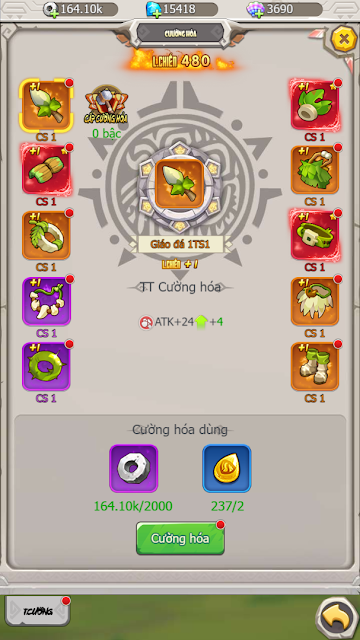 164.10k 15418 3690
CƯỜNG HÓA
L.CHIẾN 480
+1
+1
CẤP CƯỜNG HÓA
CS 1
0 bậc
CS 1
+1
+1
CS 1
CS 1
+1
Giáo đá 1TS1
+1
CS 1
L.CHIẾN +1
CS 1
+1
TT Cường hóa
+1
CS 1
ATK+24 +4
CS 1
+1
+1
CS 1
CS 1
Cường hóa dùng
164.10k/2000 237/2
Cường hóa
T.CƯỜNG